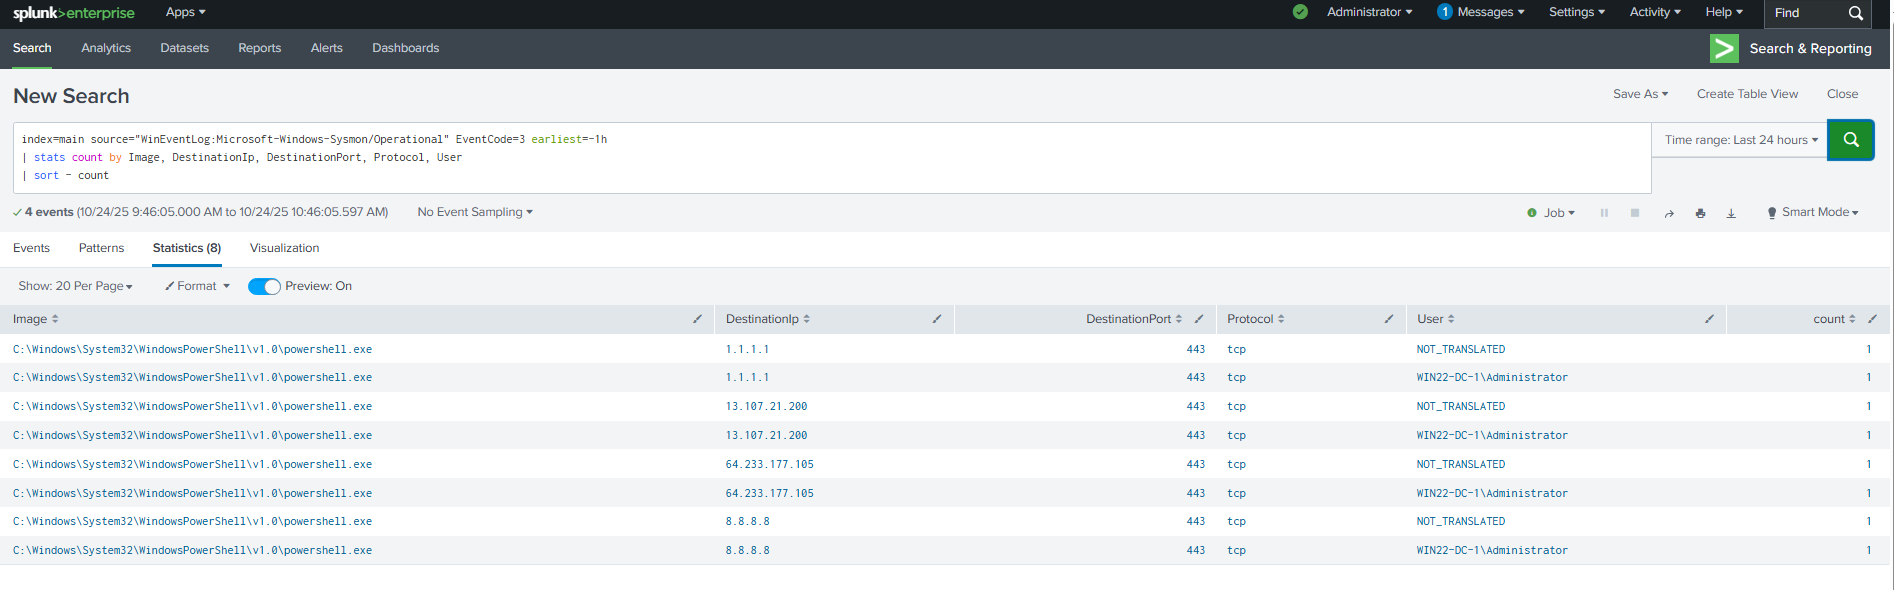 splunk>enterprise Apps Administrator 1 Messages Settings Activity Help Find
Search Analytics Datasets Reports Alerts Dashboards > Search & Reporting
New Search Save As Create Table View Close
index=main source="WinEventLog:Microsoft-Windows-Sysmon/Operational" EventCode=3 earliest=-1h
| stats count by Image, DestinationIp, DestinationPort, Protocol, User
| sort - count
Time range: Last 24 hours
4 events (10/24/25 9:46:05.000 AM to 10/24/25 10:46:05.597 AM) No Event Sampling Job Smart Mode
Events Patterns Statistics (8) Visualization
Show: 20 Per Page Format Preview: On
Image DestinationIp DestinationPort Protocol User count
C:\Windows\System32\WindowsPowerShell\v1.0\powershell.exe 1.1.1.1 443 tcp NOT_TRANSLATED 1
C:\Windows\System32\WindowsPowerShell\v1.0\powershell.exe 1.1.1.1 443 tcp WIN22-DC-1\Administrator 1
C:\Windows\System32\WindowsPowerShell\v1.0\powershell.exe 13.107.21.200 443 tcp NOT_TRANSLATED 1
C:\Windows\System32\WindowsPowerShell\v1.0\powershell.exe 13.107.21.200 443 tcp WIN22-DC-1\Administrator 1
C:\Windows\System32\WindowsPowerShell\v1.0\powershell.exe 64.233.177.105 443 tcp NOT_TRANSLATED 1
C:\Windows\System32\WindowsPowerShell\v1.0\powershell.exe 64.233.177.105 443 tcp WIN22-DC-1\Administrator 1
C:\Windows\System32\WindowsPowerShell\v1.0\powershell.exe 8.8.8.8 443 tcp NOT_TRANSLATED 1
C:\Windows\System32\WindowsPowerShell\v1.0\powershell.exe 8.8.8.8 443 tcp WIN22-DC-1\Administrator 1